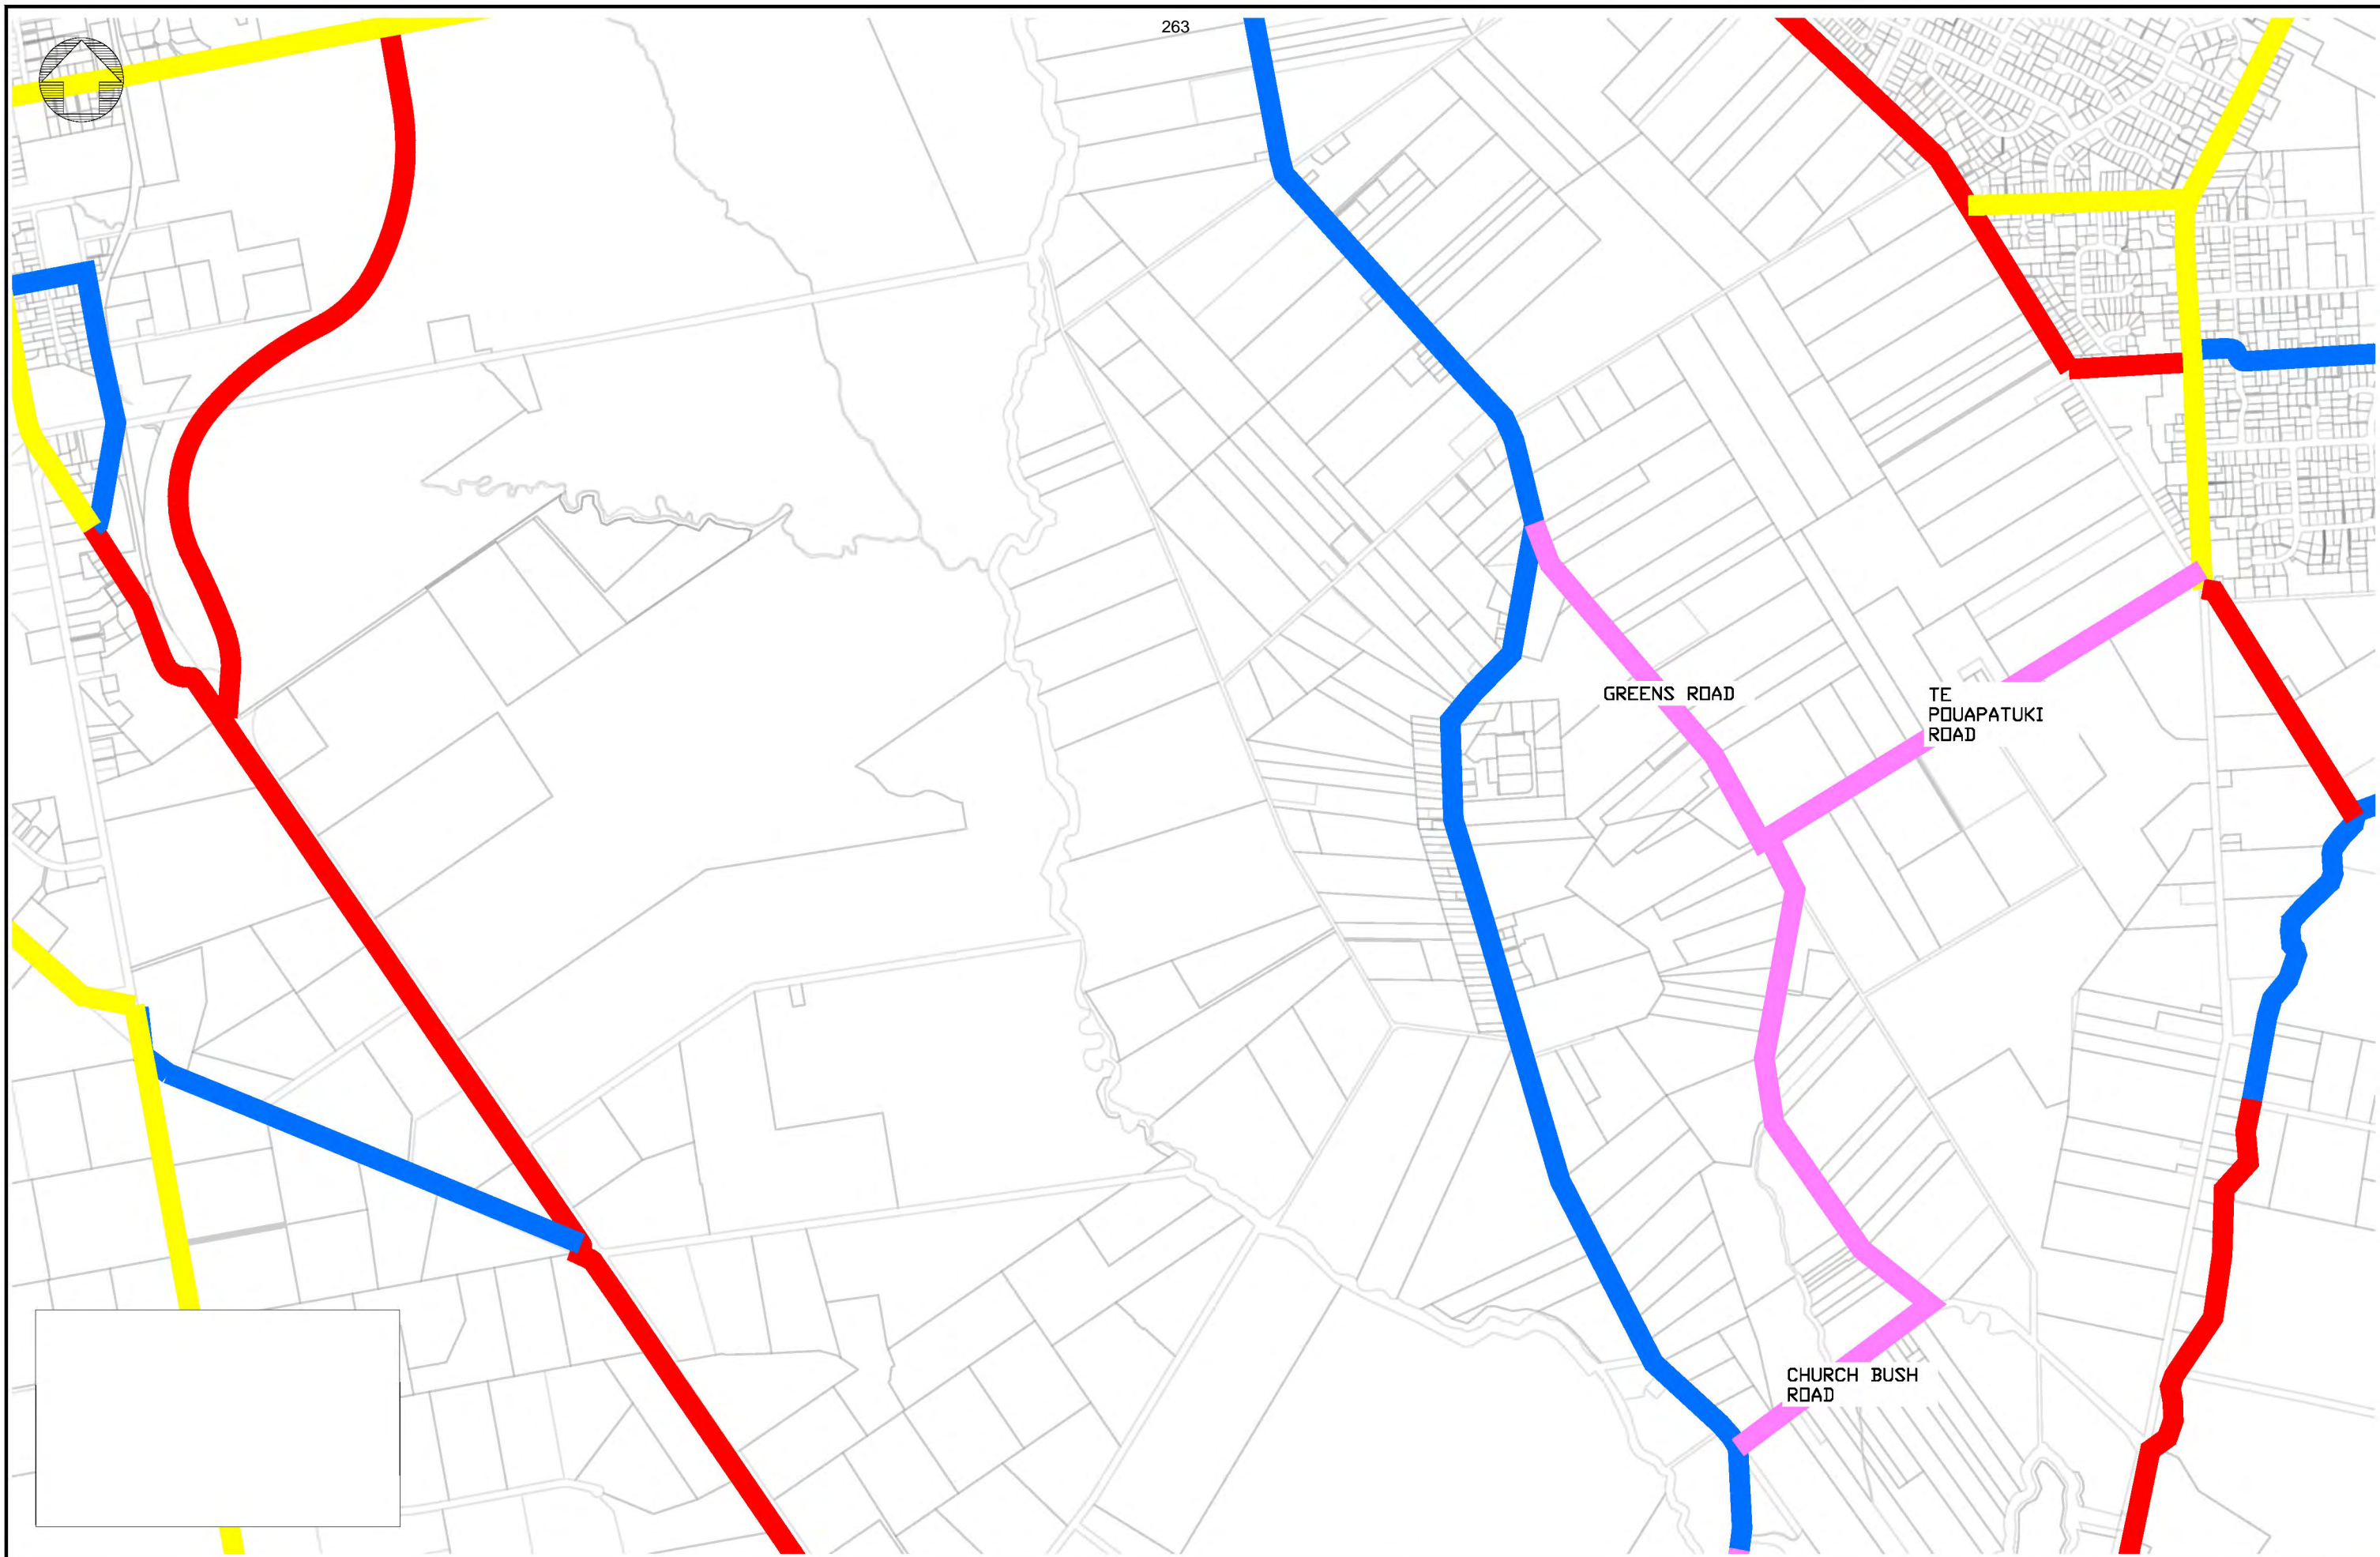 263
GREENS ROAD
TE
POUAPATUKI
ROAD
CHURCH BUSH
ROAD